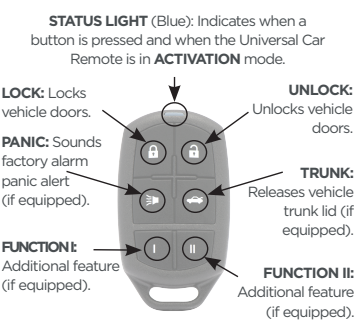 STATUS LIGHT (Blue): Indicates when a
button is pressed and when the Universal Car
Remote is in ACTIVATION mode.
LOCK: Locks
vehicle doors.
PANIC: Sounds
factory alarm
panic alert
(if equipped).
FUNCTION I:
Additional feature
(if equipped).
UNLOCK:
Unlocks vehicle
doors.
TRUNK:
Releases vehicle
trunk lid (if
equipped).
FUNCTION II:
Additional feature
(if equipped).
I
II